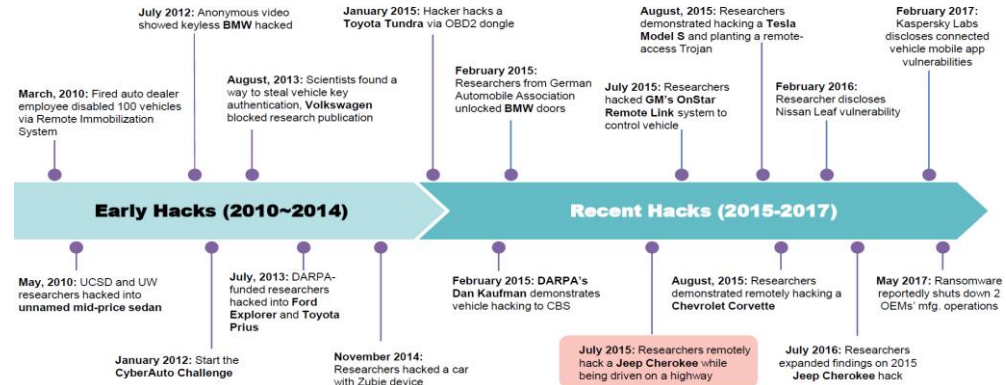 July 2012: Anonymous video
showed keyless BMW hacked
January 2015: Hacker hacks a
Toyota Tundra via OBD2 dongle
August, 2015: Researchers
demonstrated hacking a Tesla
Model S and planting a remote-
access Trojan
February 2017:
Kaspersky Labs
discloses connected
vehicle mobile app
vulnerabilities
March, 2010: Fired auto dealer
employee disabled 100 vehicles
via Remote Immobilization
System
August, 2013: Scientists found a
way to steal vehicle key
authentication, Volkswagen
blocked research publication
February 2015:
Researchers from German
Automobile Association
unlocked BMW doors
July 2015: Researchers
hacked GM's OnStar
Remote Link system to
control vehicle
February 2016:
Researcher discloses
Nissan Leaf vulnerability
Early Hacks (2010~2014)
Recent Hacks (2015-2017)
May, 2010: UCSD and UW
researchers hacked into
unnamed mid-price sedan
July, 2013: DARPA-
funded researchers
hacked into Ford
Explorer and Toyota
Prius
February 2015: DARPA's
Dan Kaufman demonstrates
vehicle hacking to CBS
August, 2015: Researchers
demonstrated remotely hacking a
Chevrolet Corvette
May 2017: Ransomware
reportedly shuts down 2
OEMs' mfg. operations
January 2012: Start the
CyberAuto Challenge
November 2014:
Researchers hacked a car
with Zubie device
July 2015: Researchers remotely
hack a Jeep Cherokee while
being driven on a highway
July 2016: Researchers
expanded findings on 2015
Jeep Cherokee hack